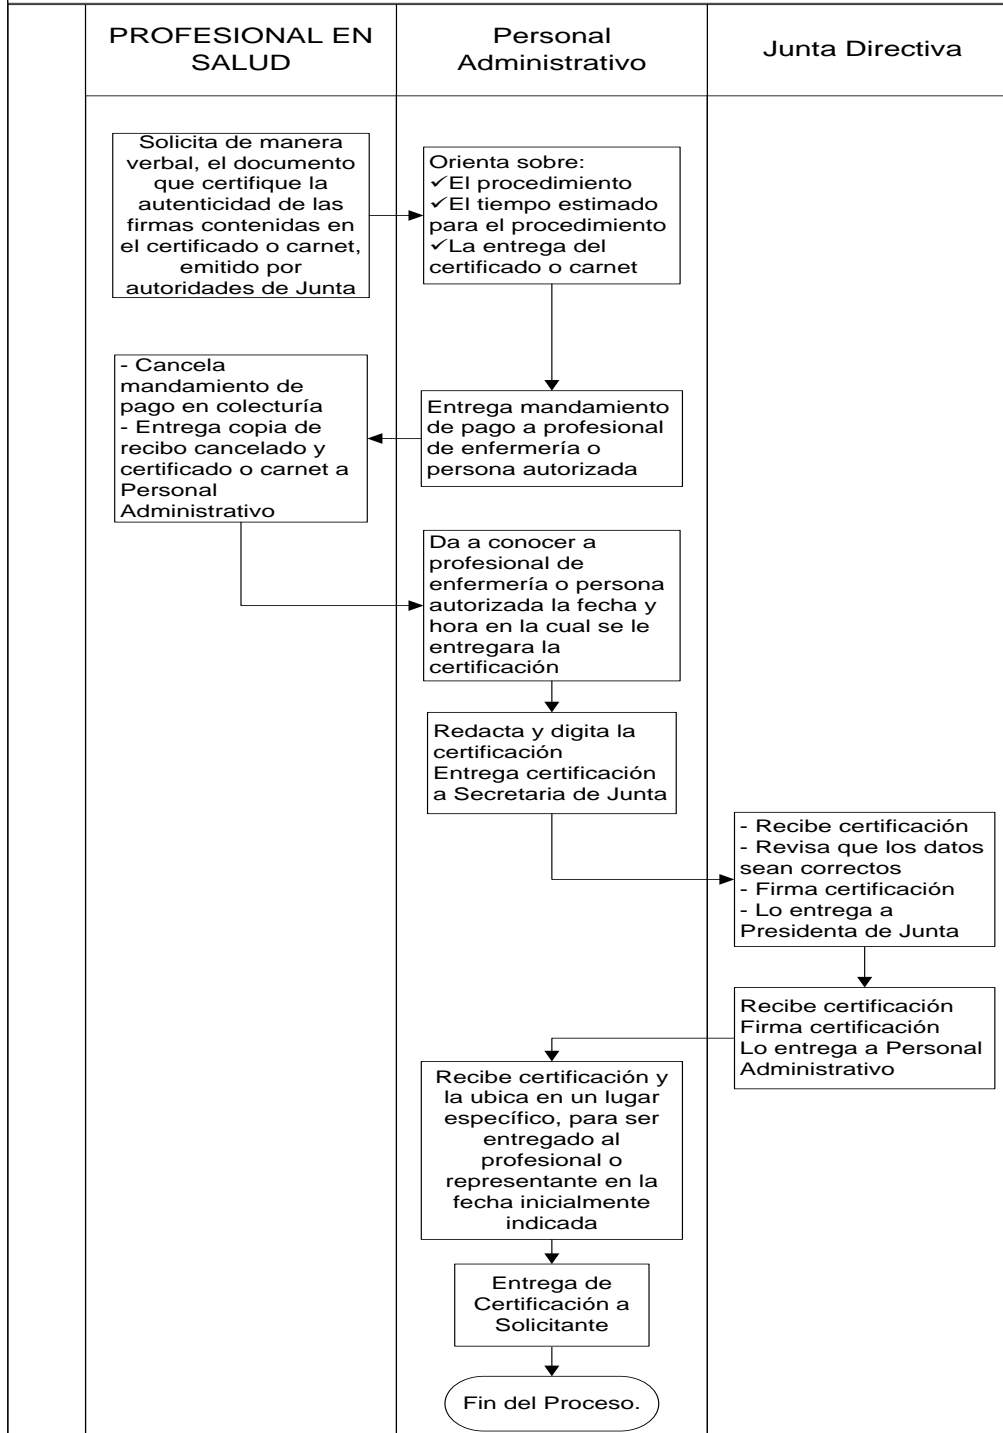 PROFESIONAL EN
SALUD
Personal
Administrativo
Junta Directiva
Solicita de manera
verbal, el documento
que certifique la
autenticidad de las
firmas contenidas en
el certificado o carnet,
emitido por
autoridades de Junta
Orienta sobre:
✓El procedimiento
✓El tiempo estimado
para el procedimiento
✓La entrega del
certificado o carnet
- Cancela
mandamiento de
pago en colecturía
- Entrega copia de
recibo cancelado y
certificado o carnet a
Personal
Administrativo
Entrega mandamiento
de pago a profesional
de enfermería o
persona autorizada
Da a conocer a
profesional de
enfermería o persona
autorizada la fecha y
hora en la cual se le
entregara la
certificación
Redacta y digita la
certificación
Entrega certificación
a Secretaria de Junta
- Recibe certificación
- Revisa que los datos
sean correctos
- Firma certificación
- Lo entrega a
Presidenta de Junta
Recibe certificación
Firma certificación
Lo entrega a Personal
Administrativo
Recibe certificación y
la ubica en un lugar
específico, para ser
entregado al
profesional o
representante en la
fecha inicialmente
indicada
Entrega de
Certificación a
Solicitante
Fin del Proceso.